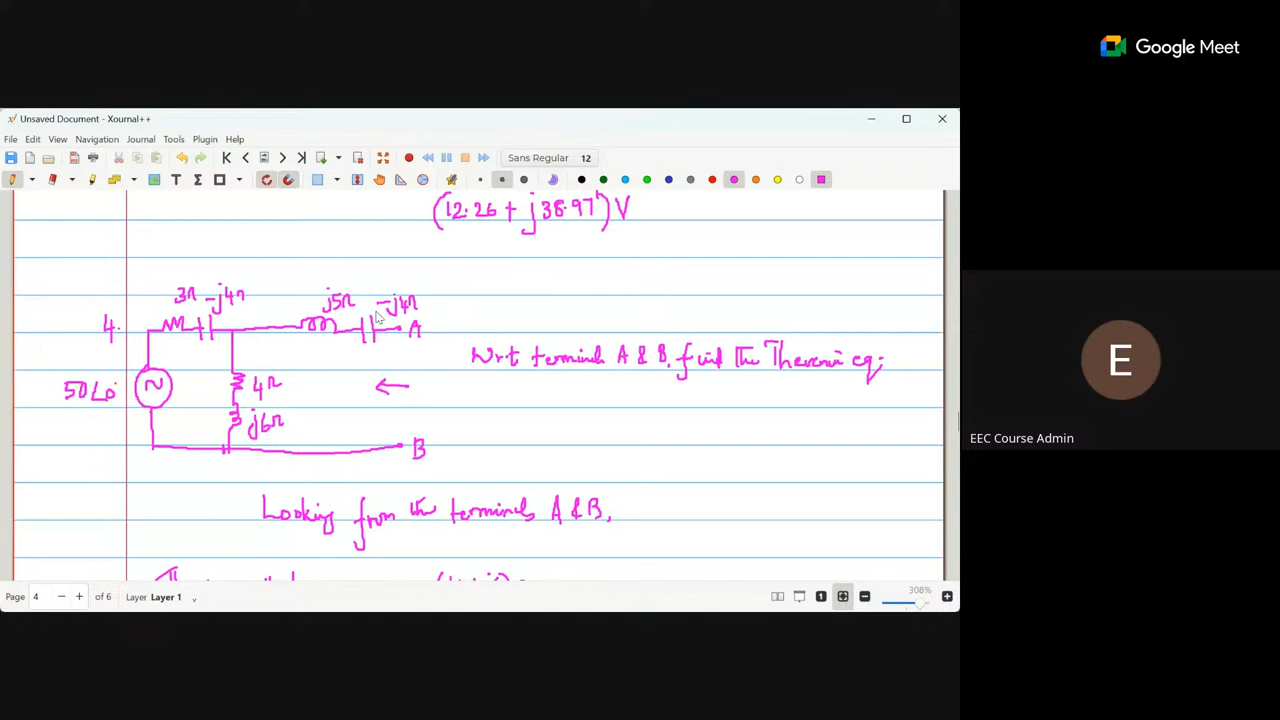 Google Meet
Unsaved Document - Xournal++
File Edit View Navigation Journal Tools Plugin Help
Sans Regular 12
(12.26 + j38.97) V
3Ω -j4Ω j5Ω -j4Ω
4. A
Wrt terminals A & B, find the Thevenin eq;
50∠0° 4Ω
j6Ω
B
EEC Course Admin
E
Looking from the terminals A & B,
Page 4 of 6 Layer Layer 1
308%